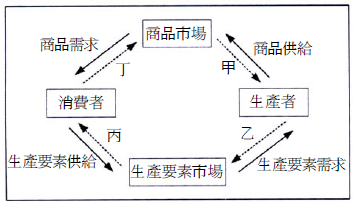 商品市場
商品需求
商品供給
丁
甲
消費者
生產者
丙
乙
生產要素供給
生產要素市場
生產要素需求